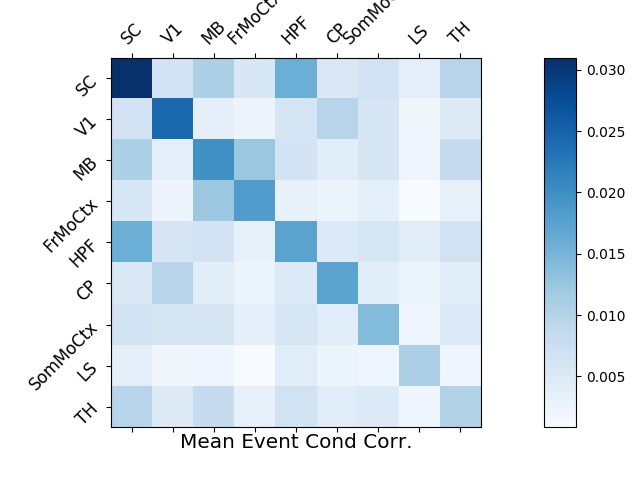 SC V1 MB FrMoCtx HPF CP SomMoC LS TH
SC
V1
MB
FrMoCtx
HPF
CP
SomMoCtx
LS
TH
Mean Event Cond Corr.
0.030
0.025
0.020
0.015
0.010
0.005